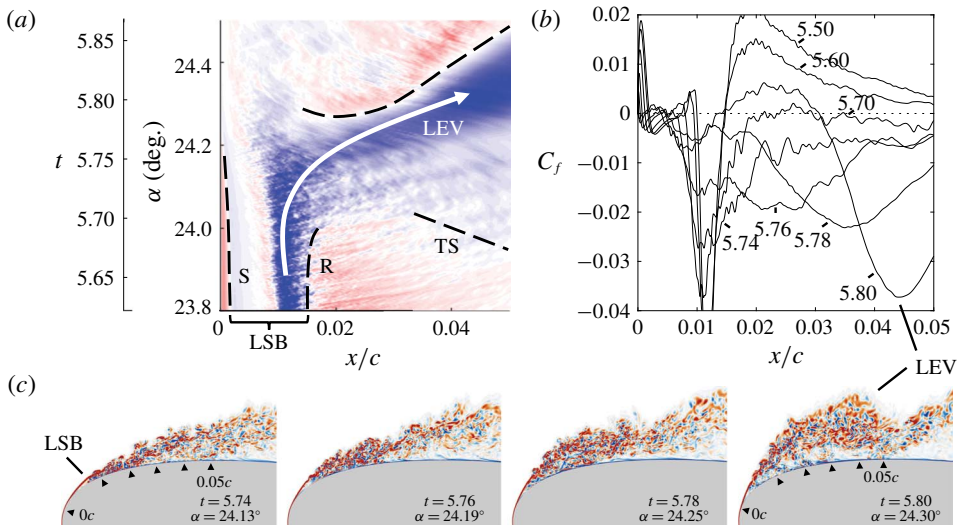 (a)
5.85
5.80
t
5.75
5.70
5.65
α (deg.)
24.4
24.2
24.0
23.8
LEV
S
R
TS
0
0.02
0.04
LSB
x/c
(b)
0.02
0.01
0
−0.01
−0.02
−0.03
−0.04
C_f
5.50
5.60
5.70
5.74
5.76
5.78
5.80
0
0.01
0.02
0.03
0.04
0.05
x/c
LEV
(c)
LSB
0.05c
0c
t = 5.74
α = 24.13°
t = 5.76
α = 24.19°
t = 5.78
α = 24.25°
0.05c
0c
t = 5.80
α = 24.30°